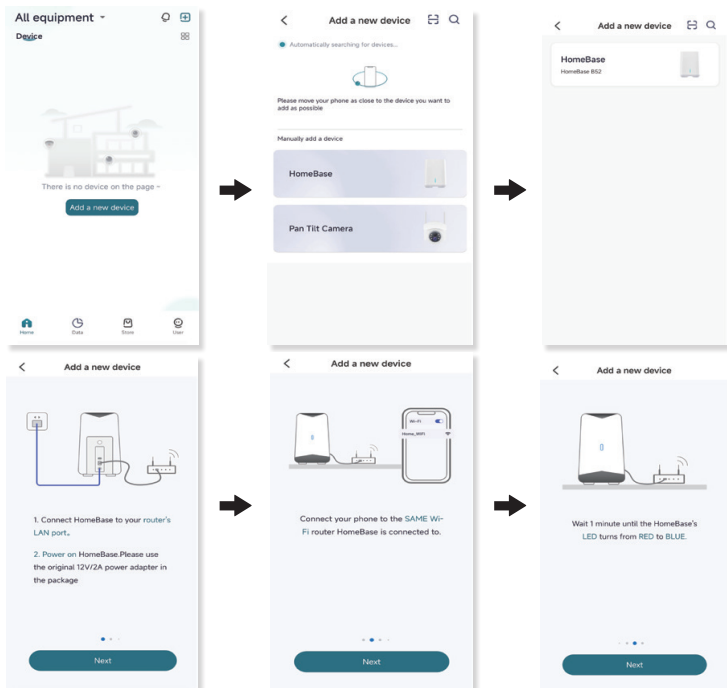 All equipment
Device
There is no device on the page ~
Add a new device
Home
Data
Store
User
Add a new device
Automatically searching for devices...
Please move your phone as close to the device you want to
add as possible
Manually add a device
HomeBase
Pan Tilt Camera
Add a new device
HomeBase
HomeBase BS2
Add a new device
1. Connect HomeBase to your router's
LAN port。
2. Power on HomeBase.Please use
the original 12V/2A power adapter in
the package
Next
Add a new device
Wi-Fi
Home_WiFi
Connect your phone to the SAME Wi-
Fi router HomeBase is connected to.
Next
Add a new device
Wait 1 minute until the HomeBase's
LED turns from RED to BLUE.
Next